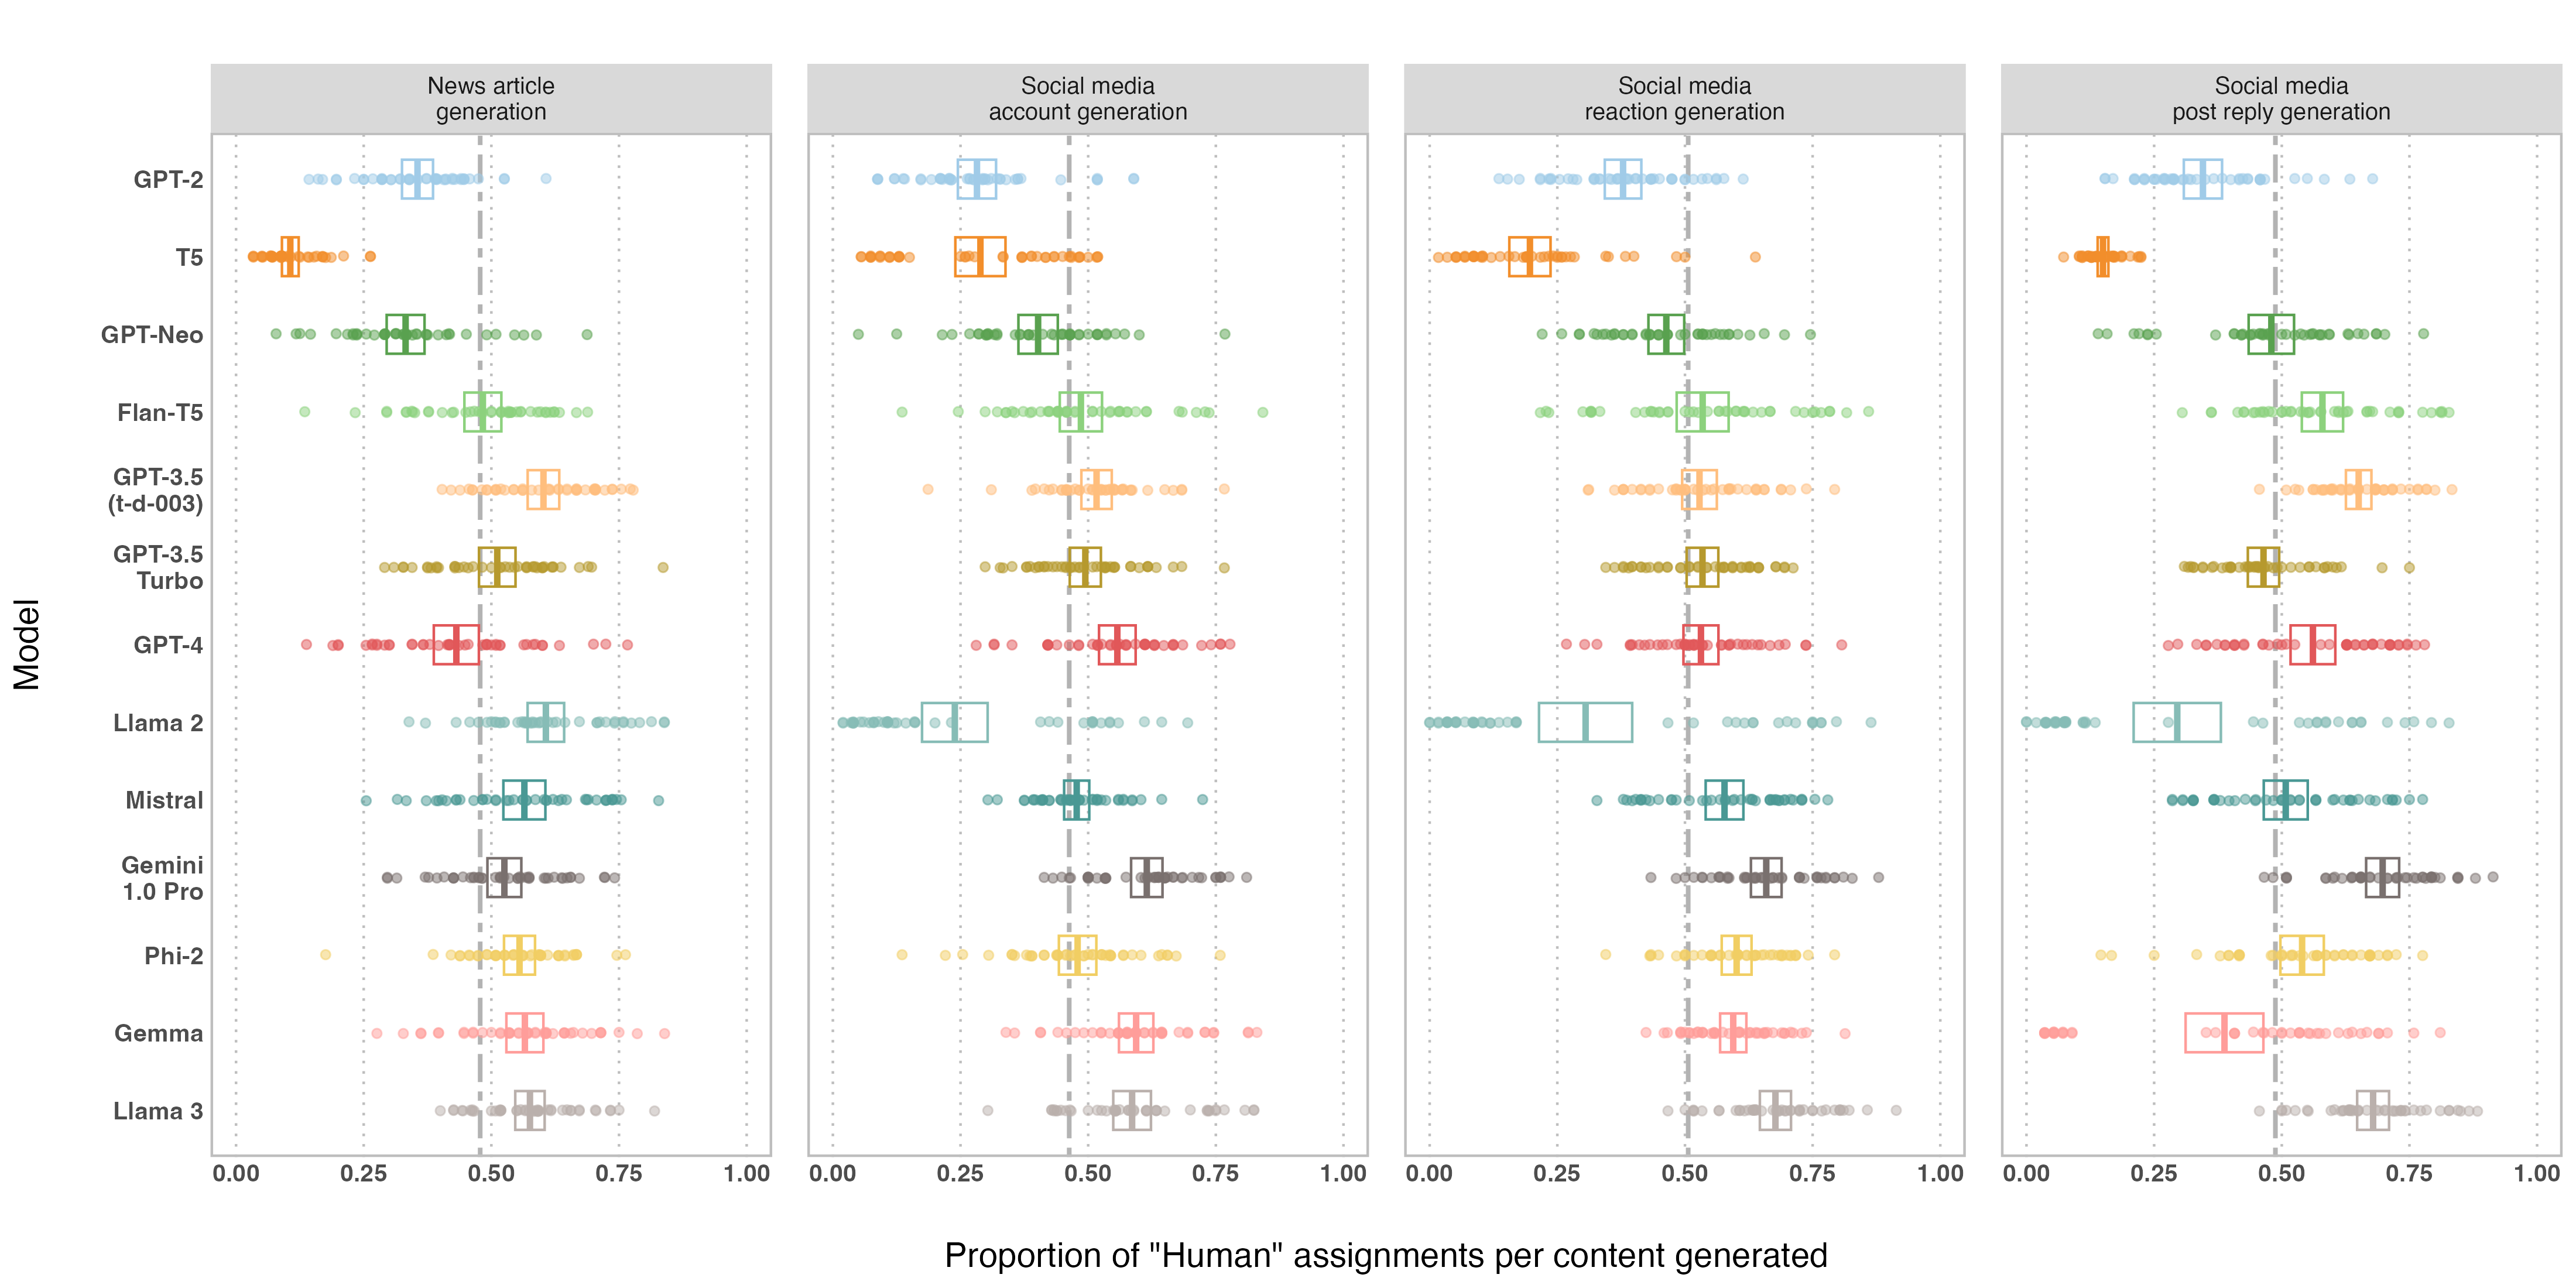 News article
generation
Social media
account generation
Social media
reaction generation
Social media
post reply generation
Model
GPT-2
T5
GPT-Neo
Flan-T5
GPT-3.5
(t-d-003)
GPT-3.5
Turbo
GPT-4
Llama 2
Mistral
Gemini
1.0 Pro
Phi-2
Gemma
Llama 3
0.00 0.25 0.50 0.75 1.00
0.00 0.25 0.50 0.75 1.00
0.00 0.25 0.50 0.75 1.00
0.00 0.25 0.50 0.75 1.00
Proportion of "Human" assignments per content generated